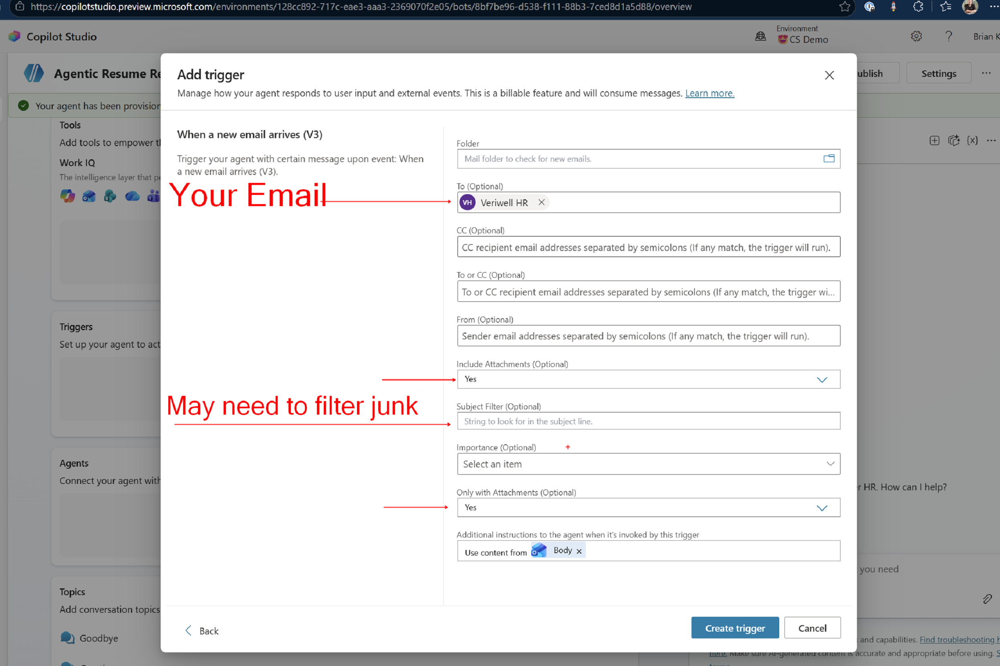 https://copilotstudio.preview.microsoft.com/environments/128cc892-717c-eae3-aaa3-2369070f2e05/bots/8bf7be96-d538-f111-88b3-7ced8d1a5d88/overview
Copilot Studio
Environment
CS Demo
Brian K
Agentic Resume Re
ublish
Settings
Your agent has been provision
Add trigger
Manage how your agent responds to user input and external events. This is a billable feature and will consume messages. Learn more.
Tools
Add tools to empower t
Work IQ
The intelligence layer that pe
Triggers
Set up your agent to act
Agents
Connect your agent with
Topics
Add conversation topics
Goodbye
When a new email arrives (V3)
Trigger your agent with certain message upon event: When
a new email arrives (V3).
Your Email
May need to filter junk
Folder
Mail folder to check for new emails.
To (Optional)
VH Veriwell HR
CC (Optional)
CC recipient email addresses separated by semicolons (If any match, the trigger will run).
To or CC (Optional)
To or CC recipient email addresses separated by semicolons (If any match, the trigger wi...
From (Optional)
Sender email addresses separated by semicolons (If any match, the trigger will run).
Include Attachments (Optional)
Yes
Subject Filter (Optional)
String to look for in the subject line.
Importance (Optional)
Select an item
Only with Attachments (Optional)
Yes
Additional instructions to the agent when it's invoked by this trigger
Use content from Body
Back
Create trigger
Cancel
r HR. How can I help?
you need
and capabilities. Find troubleshooting h
here. Make sure AI-generated content is accurate and appropriate before using. S